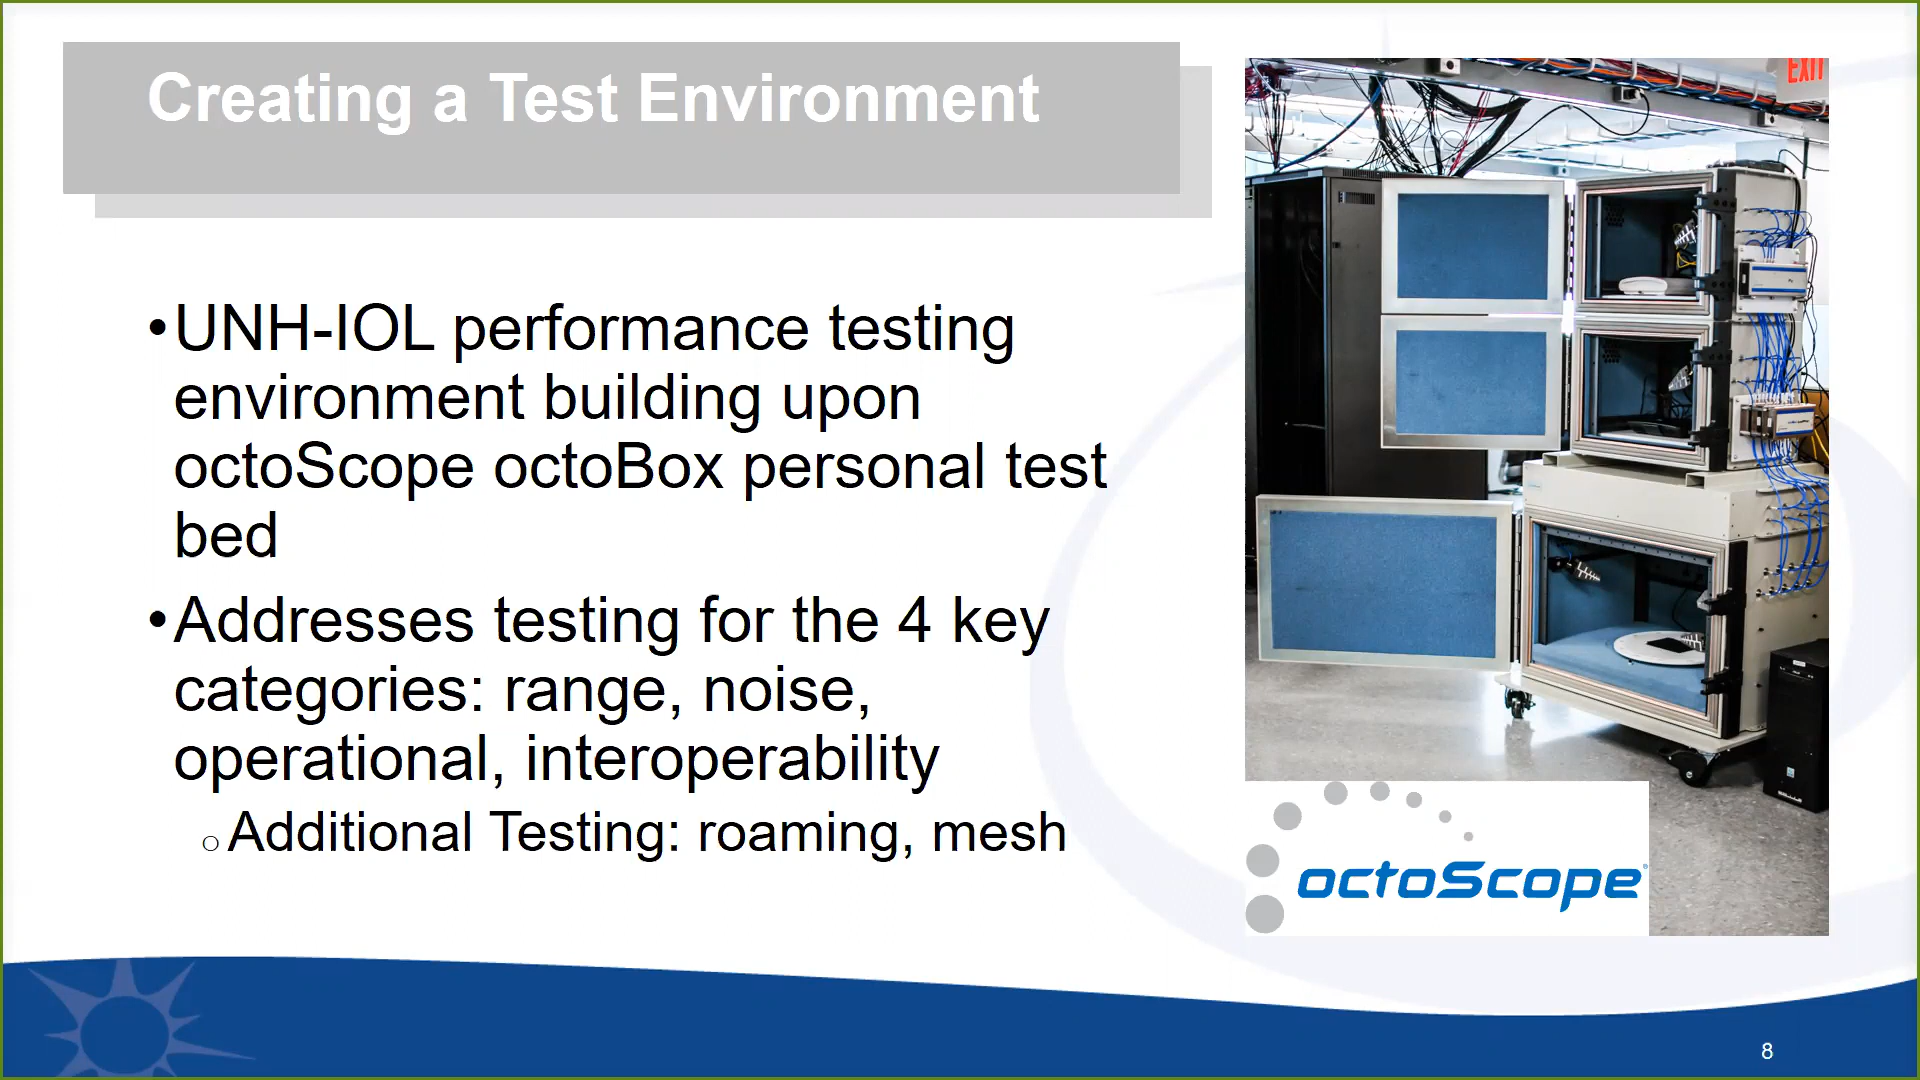 Creating a Test Environment
•UNH-IOL performance testing
environment building upon
octoScope octoBox personal test
bed
•Addresses testing for the 4 key
categories: range, noise,
operational, interoperability
○Additional Testing: roaming, mesh
EXIT
octoScope
8